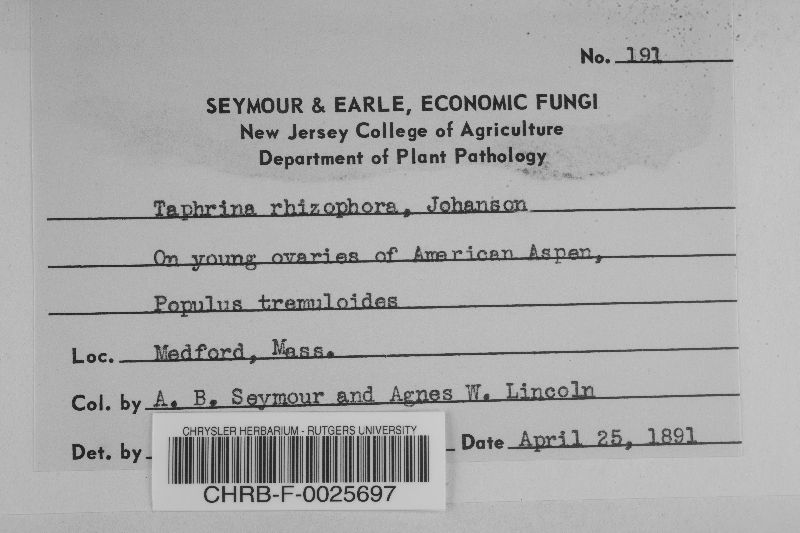 No. 191
SEYMOUR & EARLE, ECONOMIC FUNGI
New Jersey College of Agriculture
Department of Plant Pathology
Taphrina rhizophora, Johanson
On young ovaries of American Aspen,
Populus tremuloides
Loc. Medford, Mass.
Col. by A. B. Seymour and Agnes W. Lincoln
Det. by Date April 25, 1891
CHRYSLER HERBARIUM - RUTGERS UNIVERSITY
CHRB-F-0025697